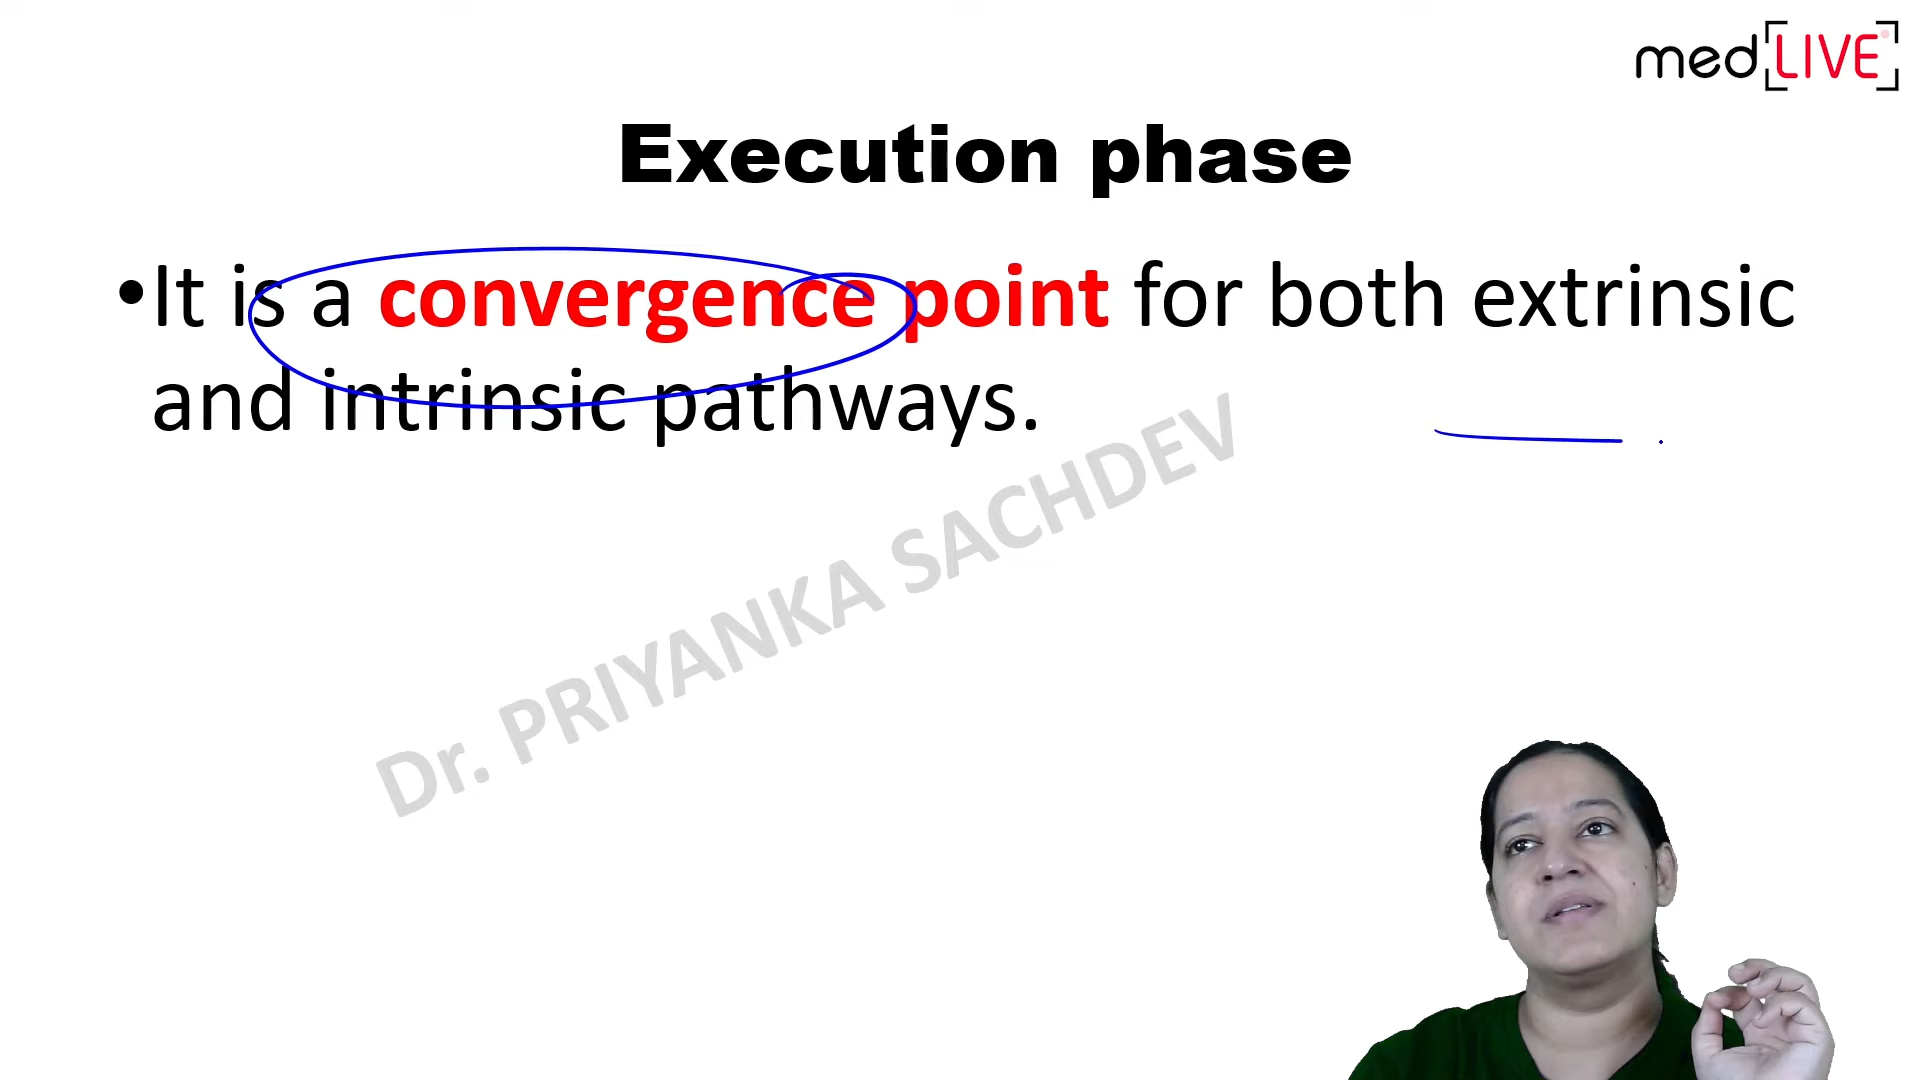 med[LIVE]
Execution phase
•It is a convergence point for both extrinsic
and intrinsic pathways.
Dr. PRIYANKA SACHDEV